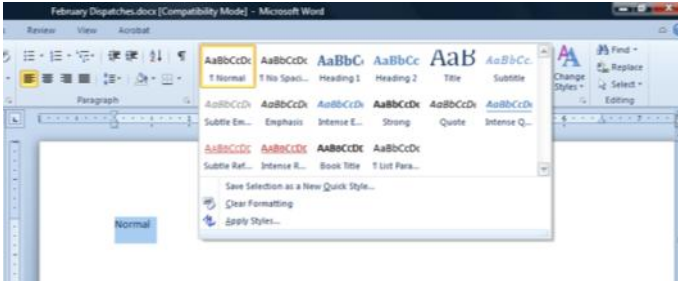 February Dispatches.docx [Compatibility Mode] - Microsoft Word
Review View Acrobat
AaBbCcDc AaBbCcDc AaBbC AaBbCc AaB AaBbCc.
¶ Normal ¶ No Spaci... Heading 1 Heading 2 Title Subtitle
AaBbCcDc AaBbCcDc AaBbCcDc AaBbCcDc AaBbCcDc AaBbCcDc
Subtle Em... Emphasis Intense E... Strong Quote Intense Q...
AaBbCcDc AaBbCcDc AaBbCcDc AaBbCcDc
Subtle Ref... Intense R... Book Title ¶ List Para...
Save Selection as a New Quick Style...
Clear Formatting
Apply Styles...
Change Styles
Find
Replace
Select
Paragraph
Editing
Normal